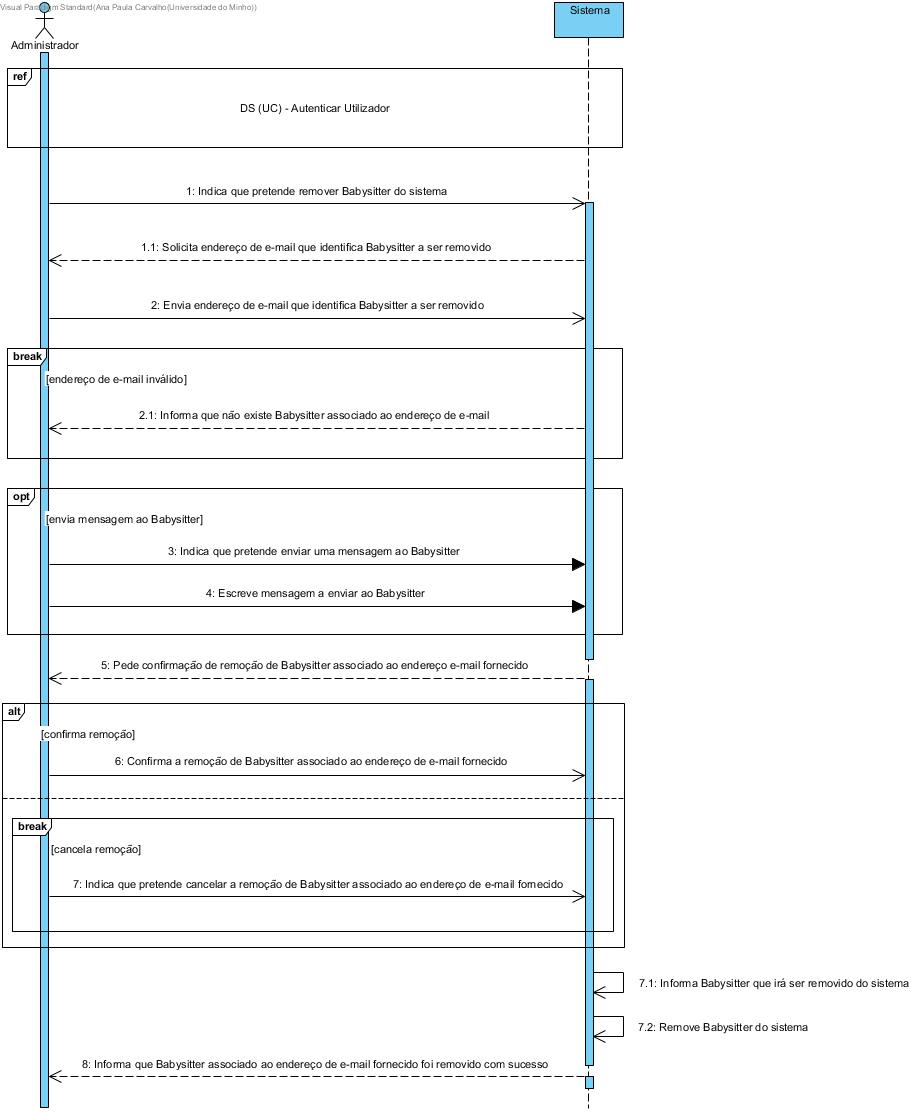 Visual Paradigm Standard(Ana Paula Carvalho(Universidade do Minho))
Sistema
Administrador
ref
DS (UC) - Autenticar Utilizador
1: Indica que pretende remover Babysitter do sistema
1.1: Solicita endereço de e-mail que identifica Babysitter a ser removido
2: Envia endereço de e-mail que identifica Babysitter a ser removido
break
[endereço de e-mail inválido]
2.1: Informa que não existe Babysitter associado ao endereço de e-mail
opt
[envia mensagem ao Babysitter]
3: Indica que pretende enviar uma mensagem ao Babysitter
4: Escreve mensagem a enviar ao Babysitter
5: Pede confirmação de remoção de Babysitter associado ao endereço e-mail fornecido
alt
[confirma remoção]
6: Confirma a remoção de Babysitter associado ao endereço de e-mail fornecido
break
[cancela remoção]
7: Indica que pretende cancelar a remoção de Babysitter associado ao endereço de e-mail fornecido
7.1: Informa Babysitter que irá ser removido do sistema
7.2: Remove Babysitter do sistema
8: Informa que Babysitter associado ao endereço de e-mail fornecido foi removido com sucesso